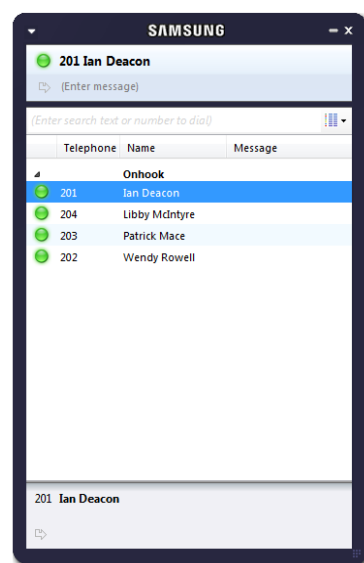 SAMSUNG
201 Ian Deacon
(Enter message)
(Enter search text or number to dial)
Telephone Name Message
Onhook
201 Ian Deacon
204 Libby McIntyre
203 Patrick Mace
202 Wendy Rowell
201 Ian Deacon